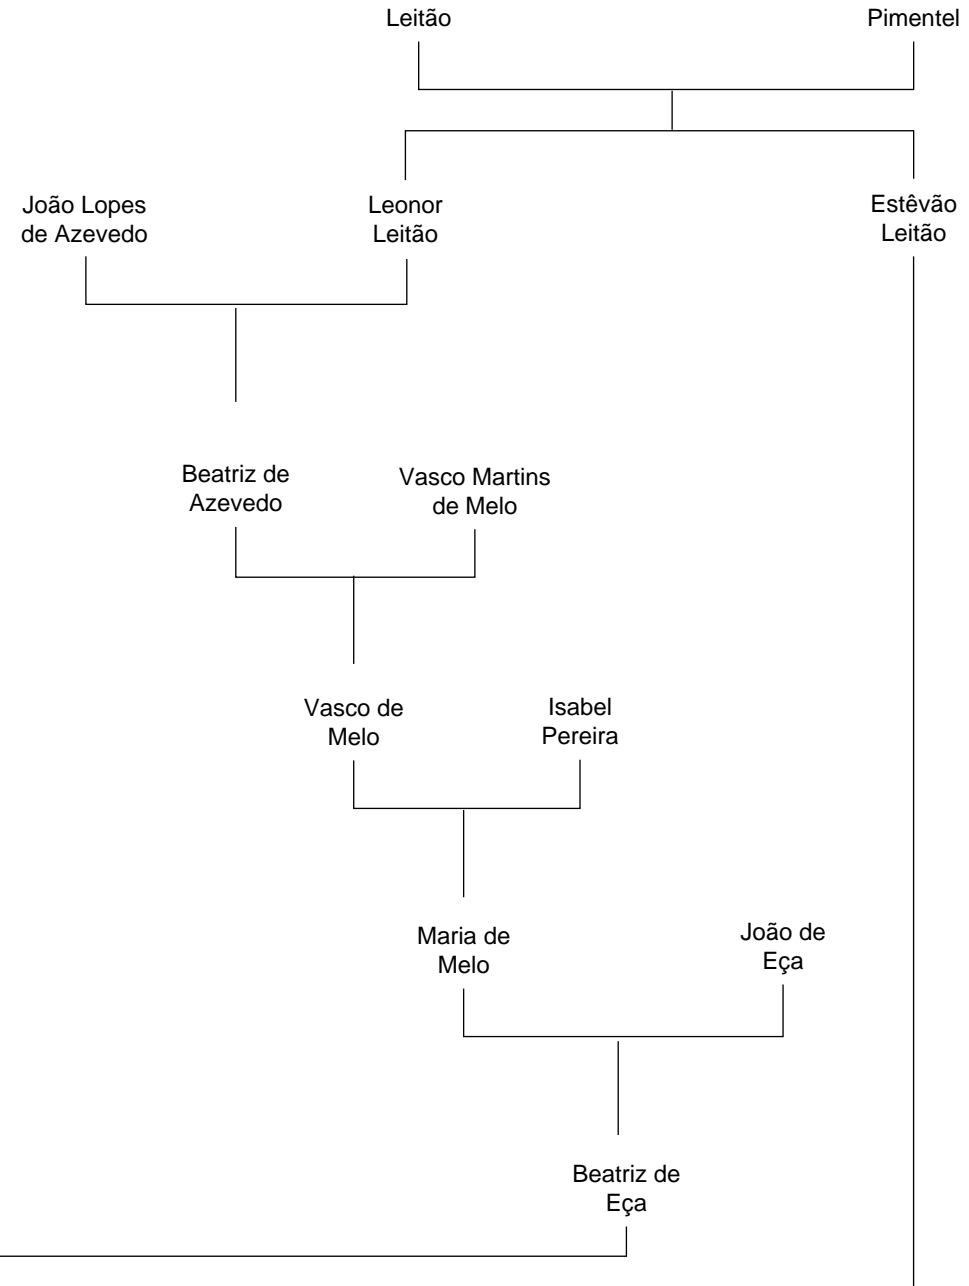 Leitão
Pimentel
João Lopes
de Azevedo
Leonor
Leitão
Estêvão
Leitão
Beatriz de
Azevedo
Vasco Martins
de Melo
Vasco de
Melo
Isabel
Pereira
Maria de
Melo
João de
Eça
Beatriz de
Eça